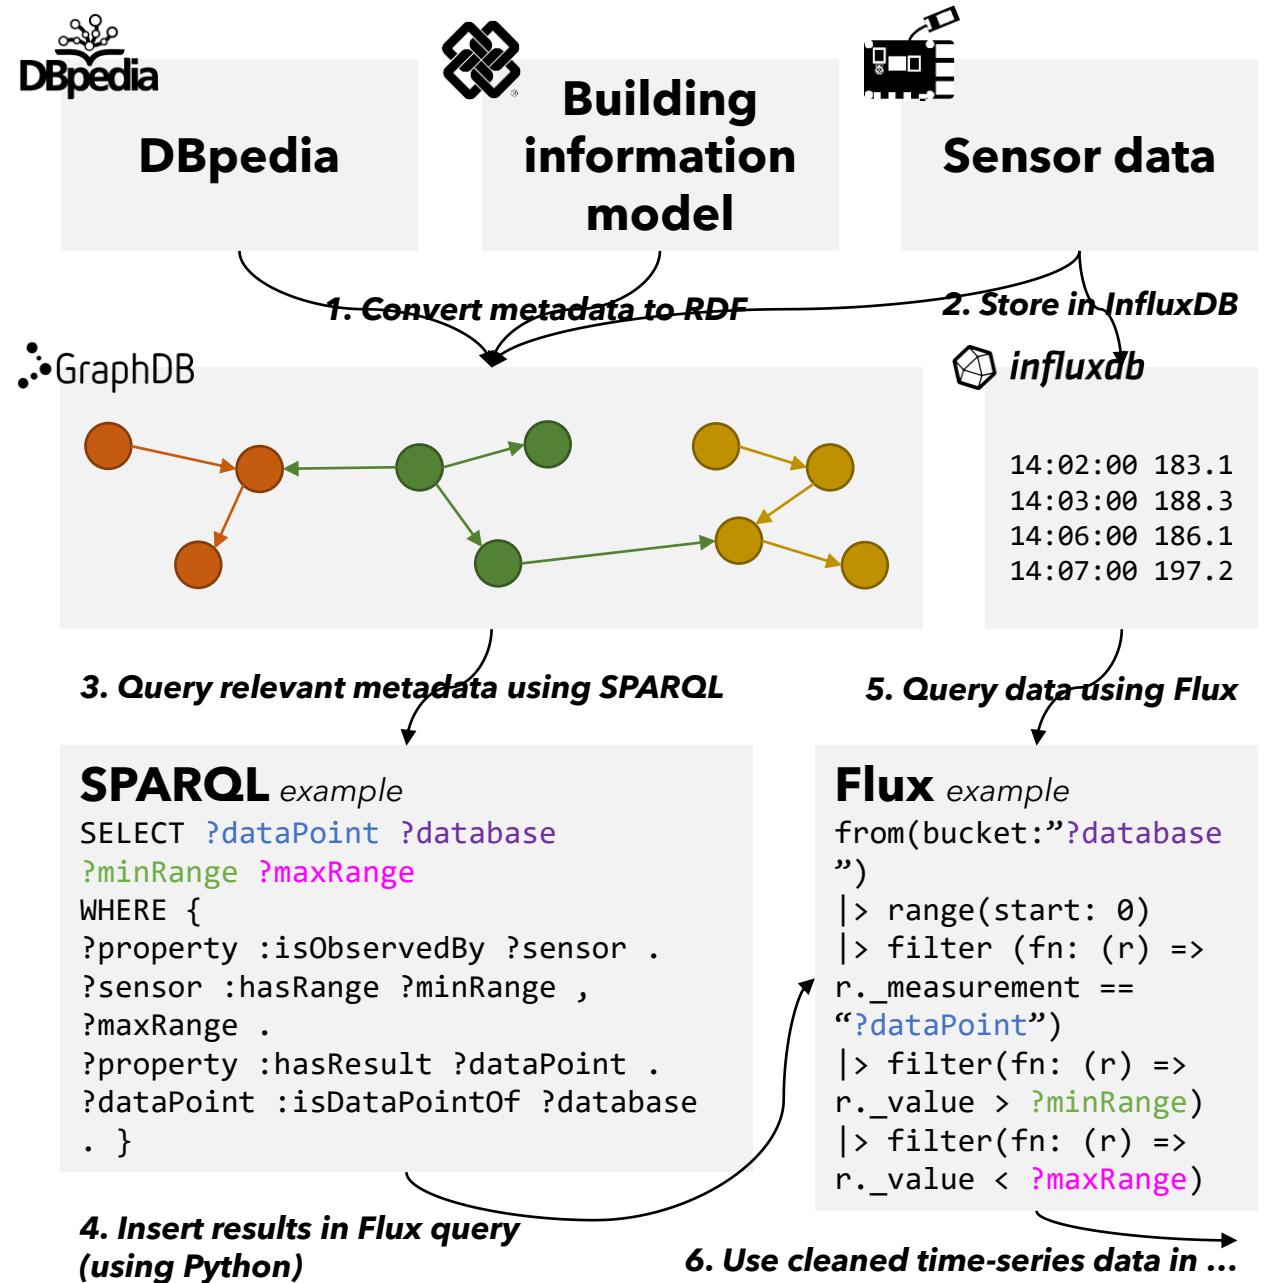 DBpedia
DBpedia
Building
information
model
Sensor data
1. Convert metadata to RDF
2. Store in InfluxDB
GraphDB
influxdb
14:02:00 183.1
14:03:00 188.3
14:06:00 186.1
14:07:00 197.2
3. Query relevant metadata using SPARQL
5. Query data using Flux
SPARQL example
SELECT ?dataPoint ?database
?minRange ?maxRange
WHERE {
?property :isObservedBy ?sensor .
?sensor :hasRange ?minRange ,
?maxRange .
?property :hasResult ?dataPoint .
?dataPoint :isDataPointOf ?database
. }
Flux example
from(bucket:”?database
”)
|> range(start: 0)
|> filter (fn: (r) =>
r._measurement ==
“?dataPoint”)
|> filter(fn: (r) =>
r._value > ?minRange)
|> filter(fn: (r) =>
r._value < ?maxRange)
4. Insert results in Flux query
(using Python)
6. Use cleaned time-series data in ...